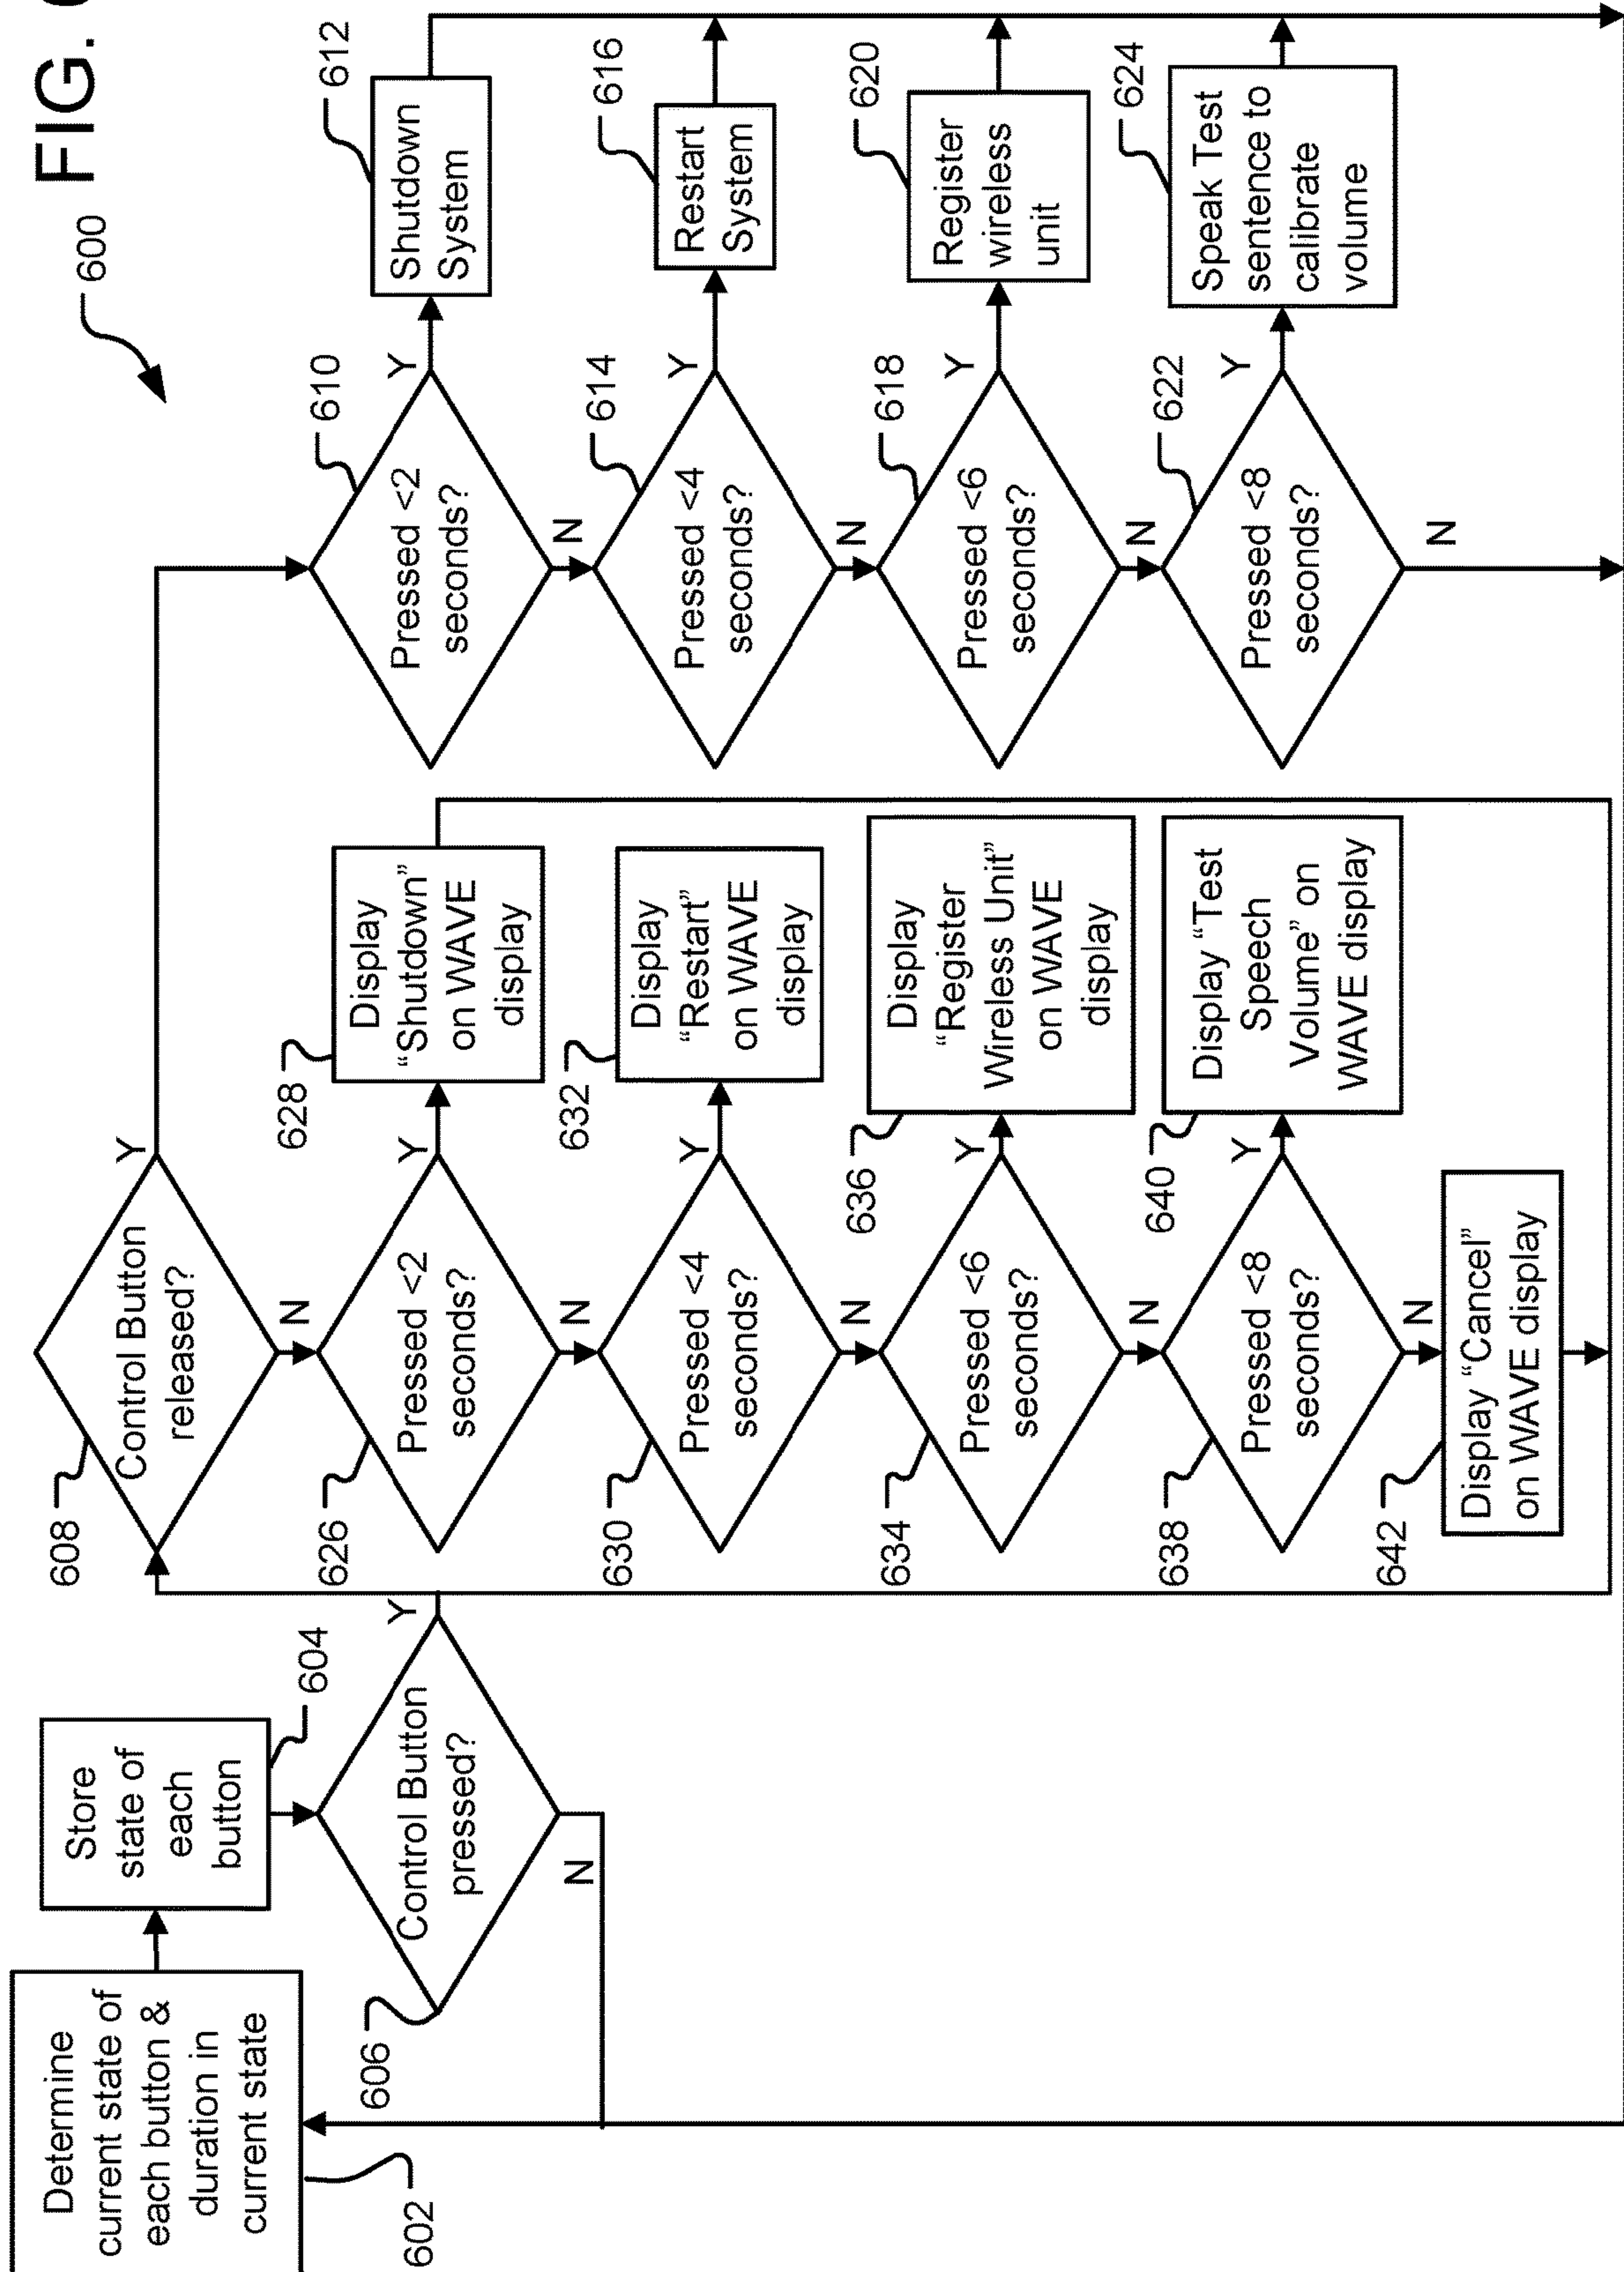 FIG.
600
Determine
current state of
each button &
duration in
current state
602
Store
state of
each
button
604
Control Button
pressed?
606
Y
N
Control Button
released?
608
Y
N
Pressed <2
seconds?
610
Y
N
Shutdown
System
612
Pressed <4
seconds?
614
Y
N
Restart
System
616
Pressed <6
seconds?
618
Y
N
Register
wireless
unit
620
Pressed <8
seconds?
622
Y
N
Speak Test
sentence to
calibrate
volume
624
Pressed <2
seconds?
626
Y
N
Display
“Shutdown”
on WAVE
display
628
Pressed <4
seconds?
630
Y
N
Display
“Restart”
on WAVE
display
632
Pressed <6
seconds?
634
Y
N
Display
“Register
Wireless Unit”
on WAVE
display
636
Pressed <8
seconds?
638
Y
N
Display “Test
Speech
Volume” on
WAVE display
640
Display “Cancel”
on WAVE display
642